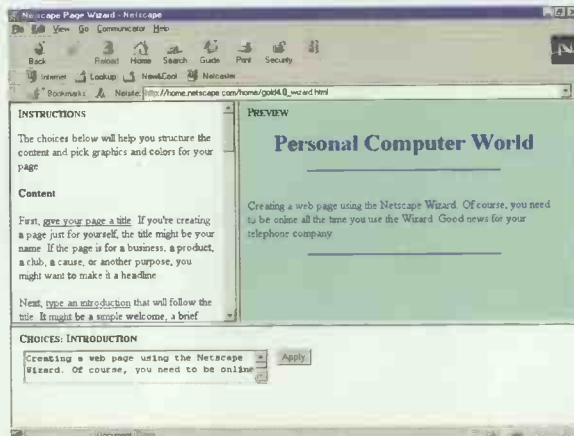 Netscape Page Wizard - Netscape
File Edit View Go Communicator Help
Back Reload Home Search Guide Print Security
Internet Lookup New&Cool Netcaster
Bookmarks Netsite: http://home.netscape.com/home/gold4.0_wizard.html
INSTRUCTIONS
The choices below will help you structure the
content and pick graphics and colors for your
page
Content
First, give your page a title. If you're creating
a page just for yourself, the title might be your
name. If the page is for a business, a product,
a club, a cause, or another purpose, you
might want to make it a headline
Next, type an introduction that will follow the
title. It might be a simple welcome, a brief
PREVIEW
Personal Computer World
Creating a web page using the Netscape Wizard. Of course, you need
to be online all the time you use the Wizard. Good news for your
telephone company
CHOICES: INTRODUCTION
Creating a web page using the Netscape
Wizard. Of course, you need to be online
Apply
Document: Done